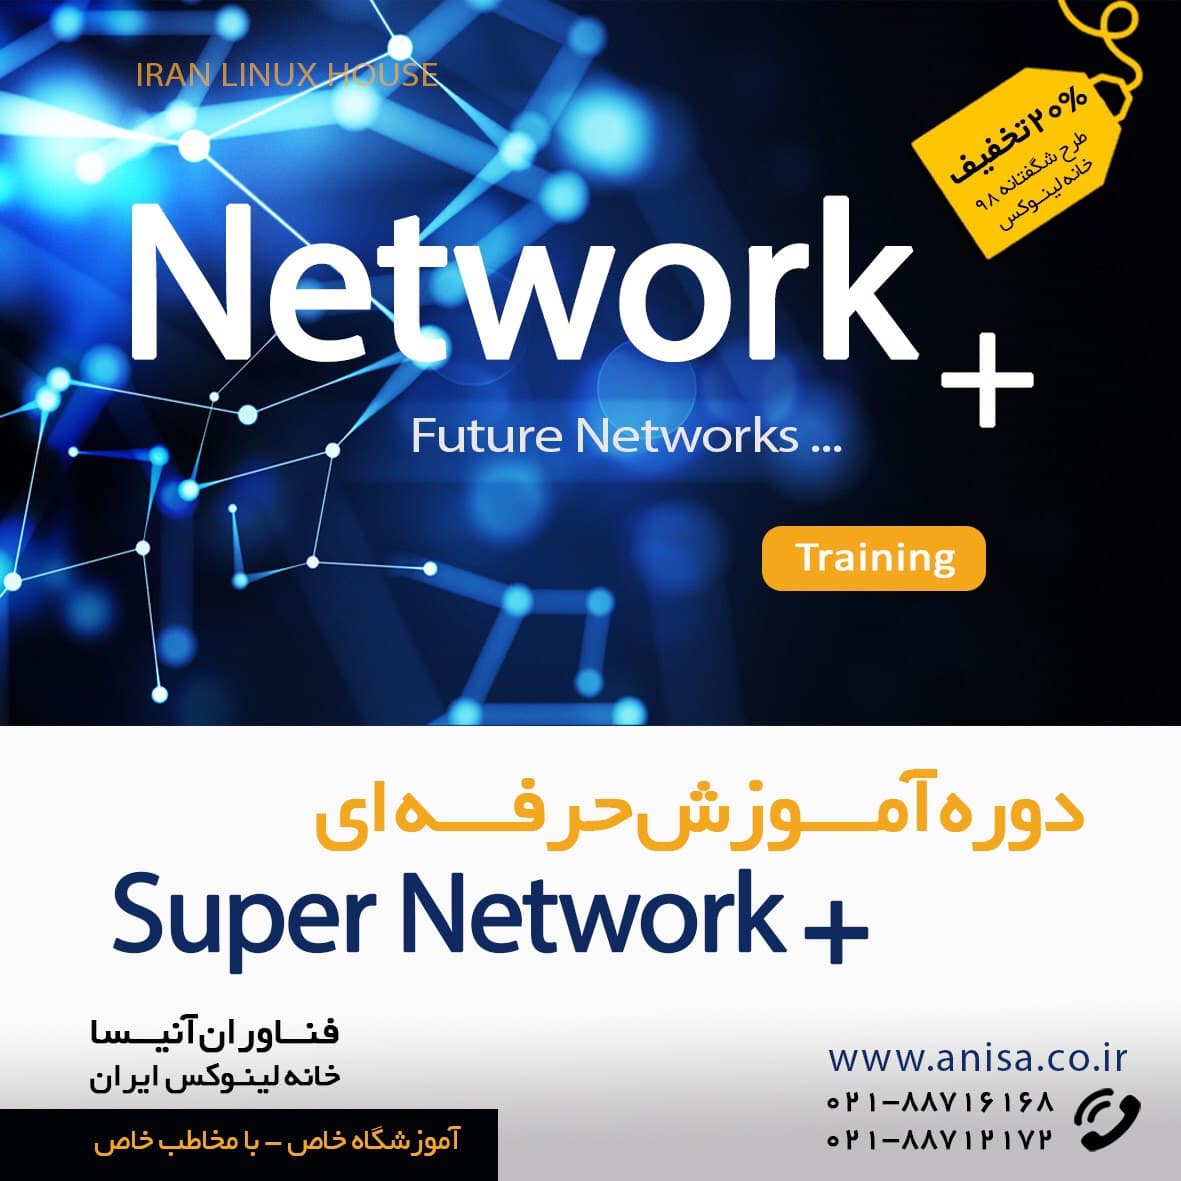 IRAN LINUX HOUSE
۲۰% تخفیف
طرح شگفتانه ۹۸
خانه لینوکس
Network +
Future Networks ...
Training
دوره آموزش حرفه ای
Super Network +
فناوران آنیسا
خانه لینوکس ایران
آموزشگاه خاص - با مخاطب خاص
www.anisa.co.ir
۰۲۱-۸۸۷۱۶۱۶۸
۰۲۱-۸۸۷۱۲۱۷۲